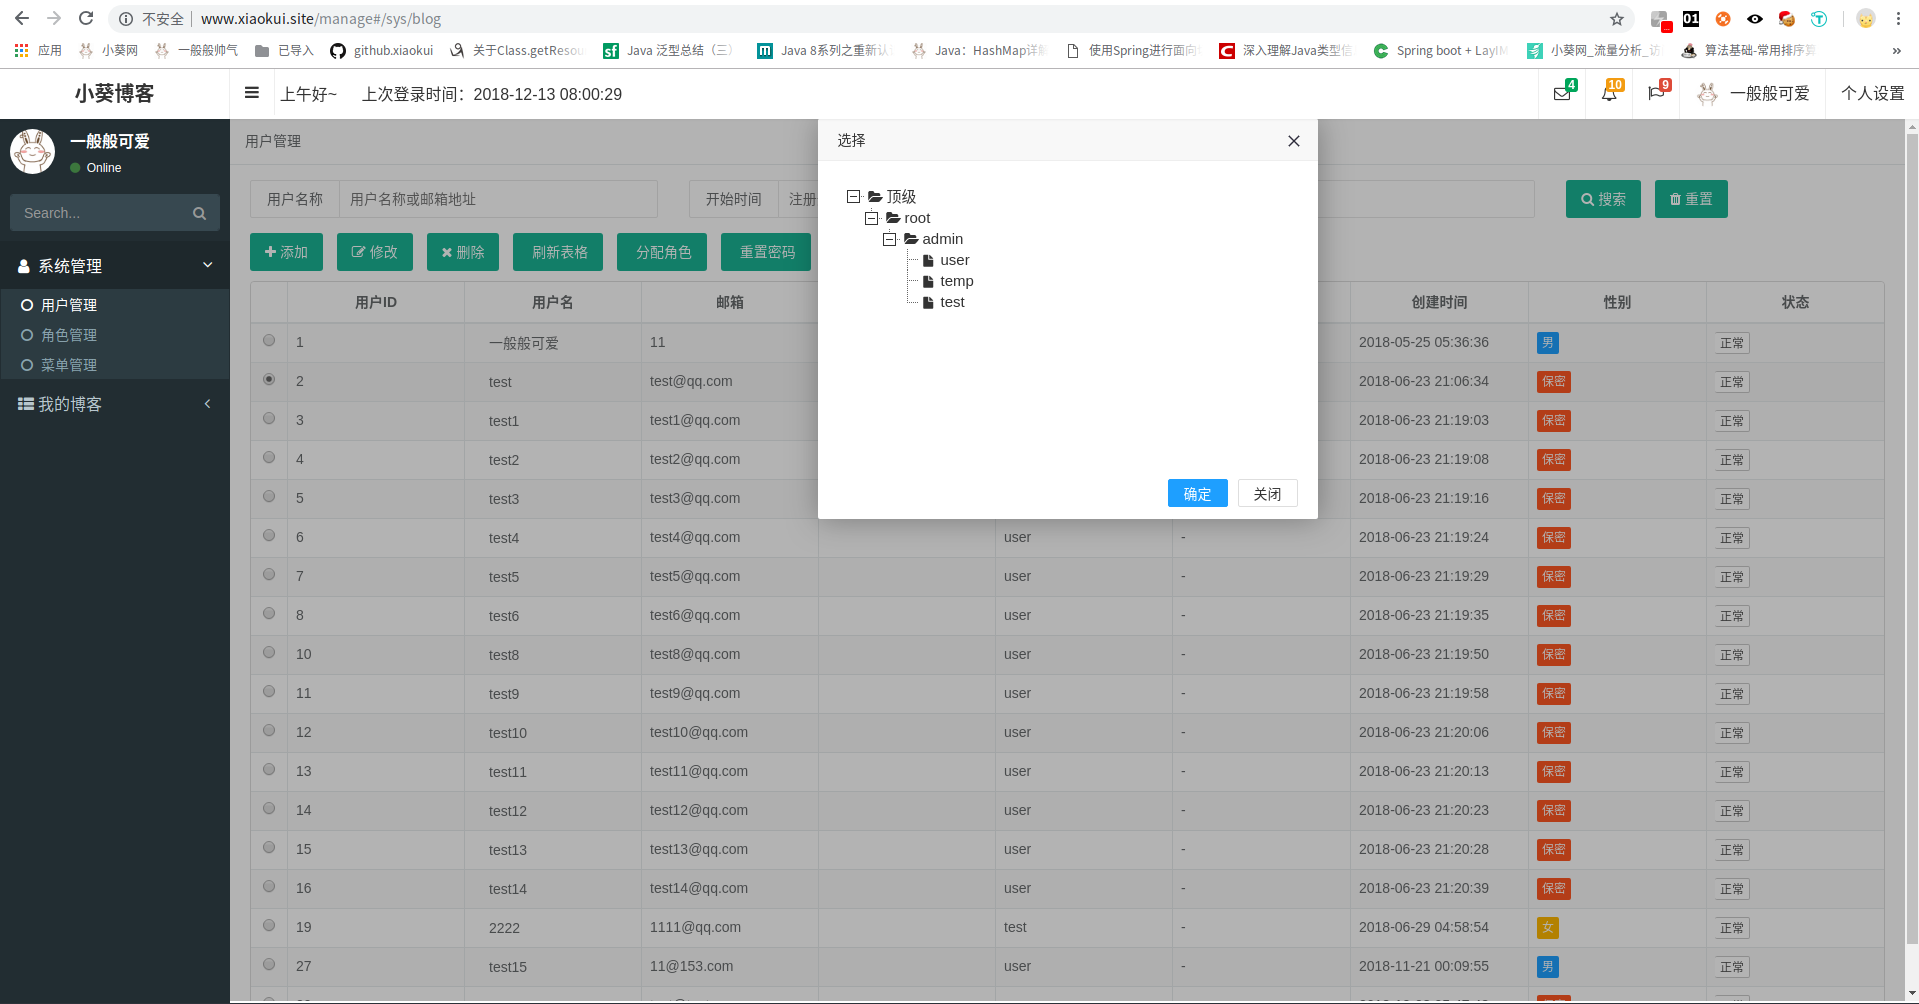 不安全 www.xiaokui.site/manage#/sys/blog
应用 小葵网 一般般帅气 已导入 github.xiaokui 关于Class.getResou Java 泛型总结（三） Java 8系列之重新认 Java：HashMap详 使用Spring进行面向 深入理解Java类型信 Spring boot + LayIM 小葵网_流量分析_访 算法基础-常用排序算 »
小葵博客 上午好~ 上次登录时间：2018-12-13 08:00:29 4 10 9 一般般可爱 个人设置
一般般可爱
Online
Search...
系统管理
用户管理
角色管理
菜单管理
我的博客
用户管理
用户名称 用户名称或邮箱地址 开始时间 注册 搜索 重置
添加 修改 删除 刷新表格 分配角色 重置密码
选择
顶级
root
admin
user
temp
test
确定 关闭
用户ID 用户名 邮箱 创建时间 性别 状态
1 一般般可爱 11 2018-05-25 05:36:36 男 正常
2 test test@qq.com 2018-06-23 21:06:34 保密 正常
3 test1 test1@qq.com 2018-06-23 21:19:03 保密 正常
4 test2 test2@qq.com 2018-06-23 21:19:08 保密 正常
5 test3 test3@qq.com 2018-06-23 21:19:16 保密 正常
6 test4 test4@qq.com user - 2018-06-23 21:19:24 保密 正常
7 test5 test5@qq.com user - 2018-06-23 21:19:29 保密 正常
8 test6 test6@qq.com user - 2018-06-23 21:19:35 保密 正常
10 test8 test8@qq.com user - 2018-06-23 21:19:50 保密 正常
11 test9 test9@qq.com user - 2018-06-23 21:19:58 保密 正常
12 test10 test10@qq.com user - 2018-06-23 21:20:06 保密 正常
13 test11 test11@qq.com user - 2018-06-23 21:20:13 保密 正常
14 test12 test12@qq.com user - 2018-06-23 21:20:23 保密 正常
15 test13 test13@qq.com user - 2018-06-23 21:20:28 保密 正常
16 test14 test14@qq.com user - 2018-06-23 21:20:39 保密 正常
19 2222 1111@qq.com test - 2018-06-29 04:58:54 女 正常
27 test15 11@153.com user - 2018-11-21 00:09:55 男 正常